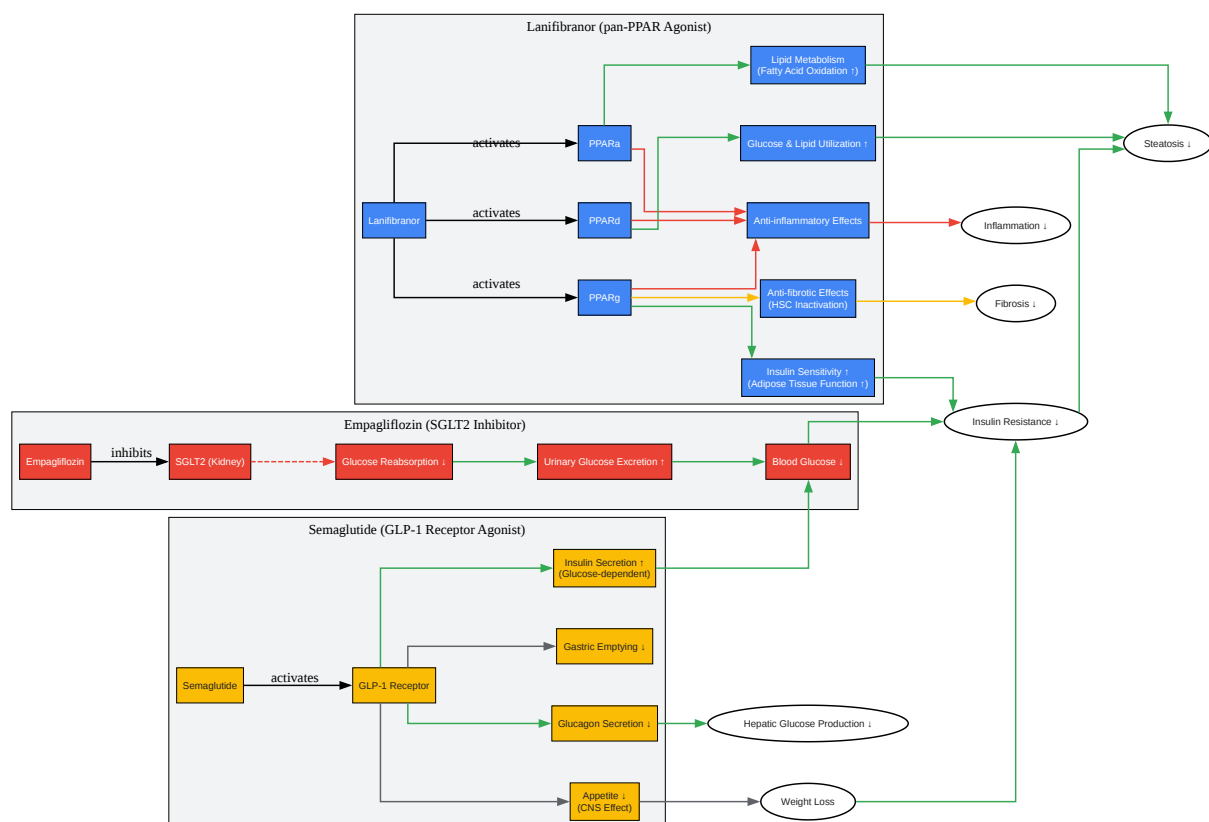 Lanifibranor (pan-PPAR Agonist)
Lipid Metabolism
(Fatty Acid Oxidation ↑)
activates
PPARa
Glucose & Lipid Utilization ↑
Steatosis ↓
Lanifibranor
activates
PPARd
Anti-inflammatory Effects
Inflammation ↓
activates
PPARg
Anti-fibrotic Effects
(HSC Inactivation)
Fibrosis ↓
Insulin Sensitivity ↑
(Adipose Tissue Function ↑)
Insulin Resistance ↓
Empagliflozin (SGLT2 Inhibitor)
Empagliflozin
inhibits
SGLT2 (Kidney)
Glucose Reabsorption ↓
Urinary Glucose Excretion ↑
Blood Glucose ↓
Semaglutide (GLP-1 Receptor Agonist)
Insulin Secretion ↑
(Glucose-dependent)
Gastric Emptying ↓
Semaglutide
activates
GLP-1 Receptor
Glucagon Secretion ↓
Hepatic Glucose Production ↓
Appetite ↓
(CNS Effect)
Weight Loss